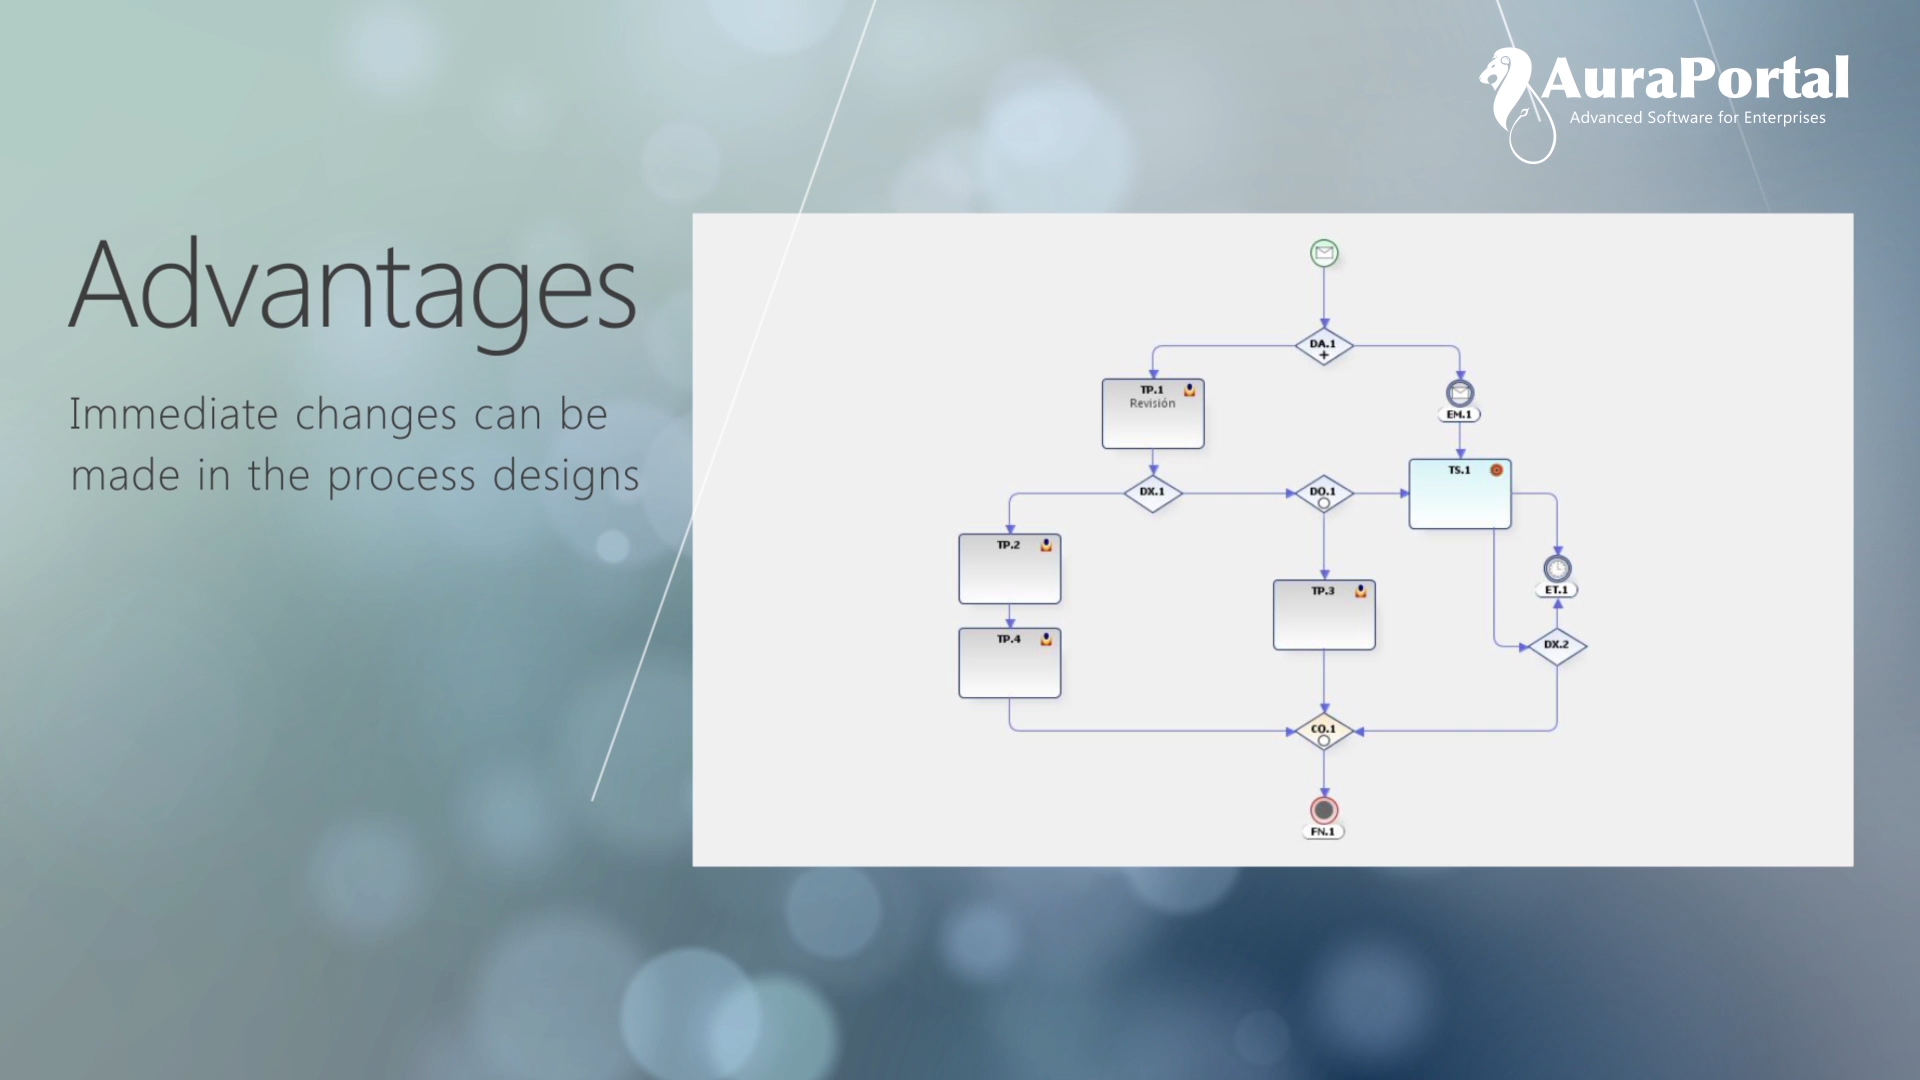 AuraPortal
Advanced Software for Enterprises
Advantages
Immediate changes can be
made in the process designs
DA.1
TP.1
Revisión
EM.1
TS.1
DX.1
DO.1
TP.2
TP.3
ET.1
TP.4
DX.2
CO.1
FN.1